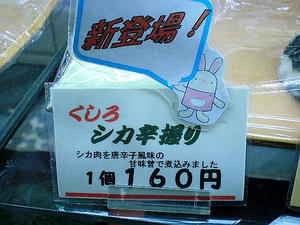 新登場!
くしろ
シカ辛握り
シカ肉を唐辛子風味の
甘味噌で煮込みました
1個160円